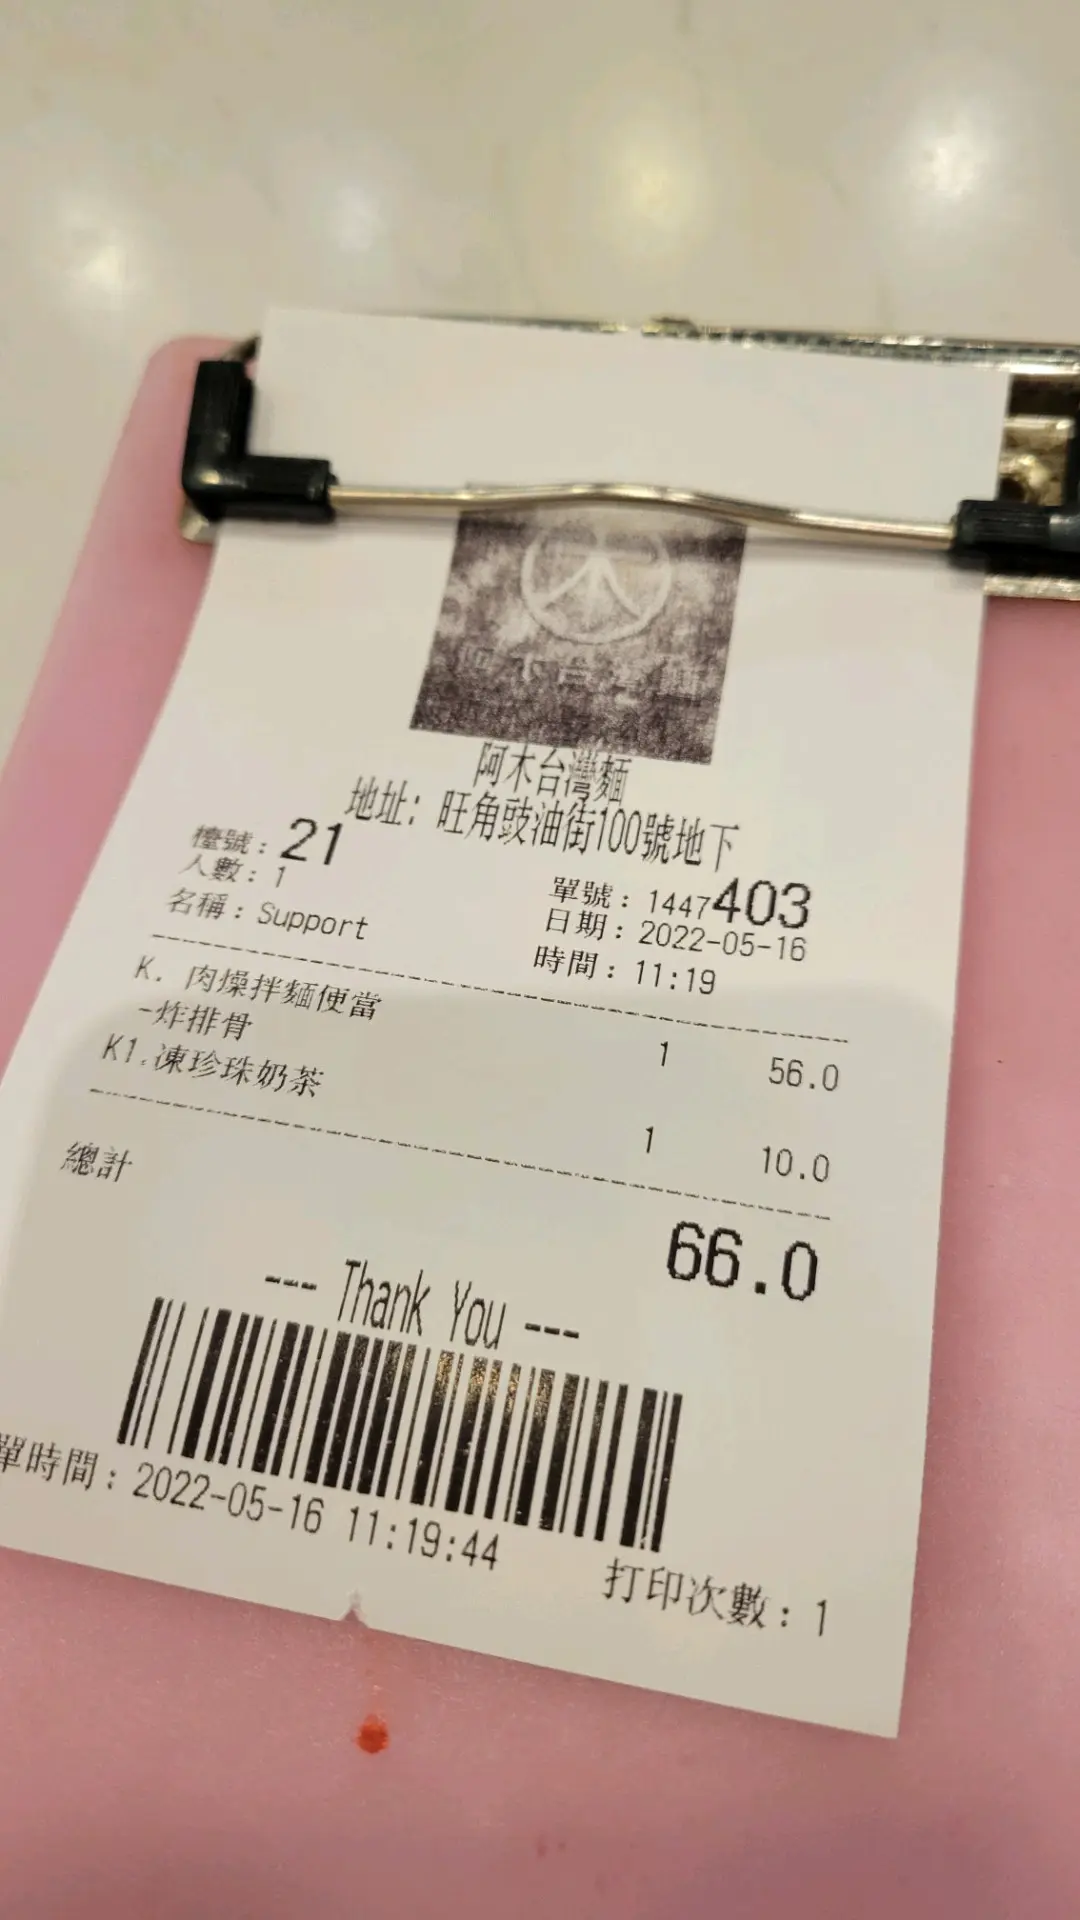 木
阿木台灣麵
地址: 旺角豉油街100號地下
檯號: 21
人數: 1
名稱: Support
單號: 1447403
日期: 2022-05-16
時間: 11:19
K. 肉燥拌麵便當 1 56.0
-炸排骨
K1.凍珍珠奶茶 1 10.0
總計 66.0
--- Thank You ---
單時間: 2022-05-16 11:19:44
打印次數: 1